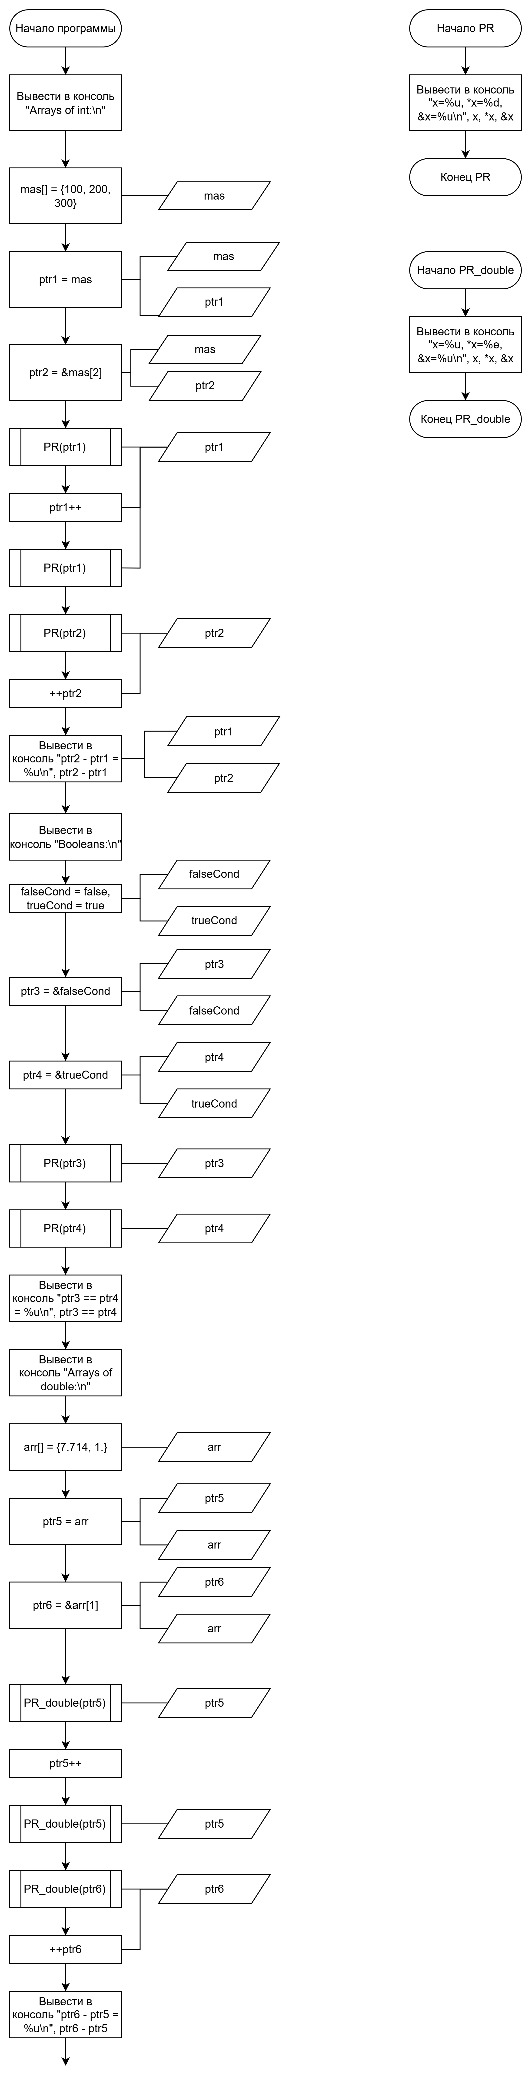 Начало программы
Вывести в консоль
"Arrays of int:\n"
mas[] = {100, 200,
300}
mas
ptr1 = mas
mas
ptr1
ptr2 = &mas[2]
mas
ptr2
PR(ptr1)
ptr1
ptr1++
PR(ptr1)
PR(ptr2)
ptr2
++ptr2
Вывести в
консоль "ptr2 - ptr1 =
%u\n", ptr2 - ptr1
ptr1
ptr2
Вывести в
консоль "Booleans:\n"
falseCond = false,
trueCond = true
falseCond
trueCond
ptr3 = &falseCond
ptr3
falseCond
ptr4 = &trueCond
ptr4
trueCond
PR(ptr3)
ptr3
PR(ptr4)
ptr4
Вывести в
консоль "ptr3 == ptr4
= %u\n", ptr3 == ptr4
Вывести в
консоль "Arrays of
double:\n"
arr[] = {7.714, 1.}
arr
ptr5 = arr
ptr5
arr
ptr6 = &arr[1]
ptr6
arr
PR_double(ptr5)
ptr5
ptr5++
PR_double(ptr5)
ptr5
PR_double(ptr6)
ptr6
++ptr6
Вывести в
консоль "ptr6 - ptr5 =
%u\n", ptr6 - ptr5
Начало PR
Вывести в консоль
"x=%u, *x=%d,
&x=%u\n", x, *x, &x
Конец PR
Начало PR_double
Вывести в консоль
"x=%u, *x=%e,
&x=%u\n", x, *x, &x
Конец PR_double